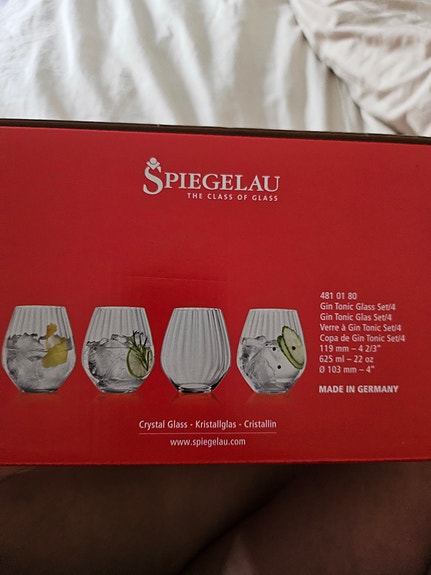 SPIEGELAU
THE CLASS OF GLASS
481 01 80
Gin Tonic Glass Set/4
Gin Tonic Glas Set/4
Verre à Gin Tonic Set/4
Copa de Gin Tonic Set/4
119 mm – 4 2/3"
625 ml – 22 oz
Ø 103 mm – 4"
MADE IN GERMANY
Crystal Glass - Kristallglas - Cristallin
www.spiegelau.com